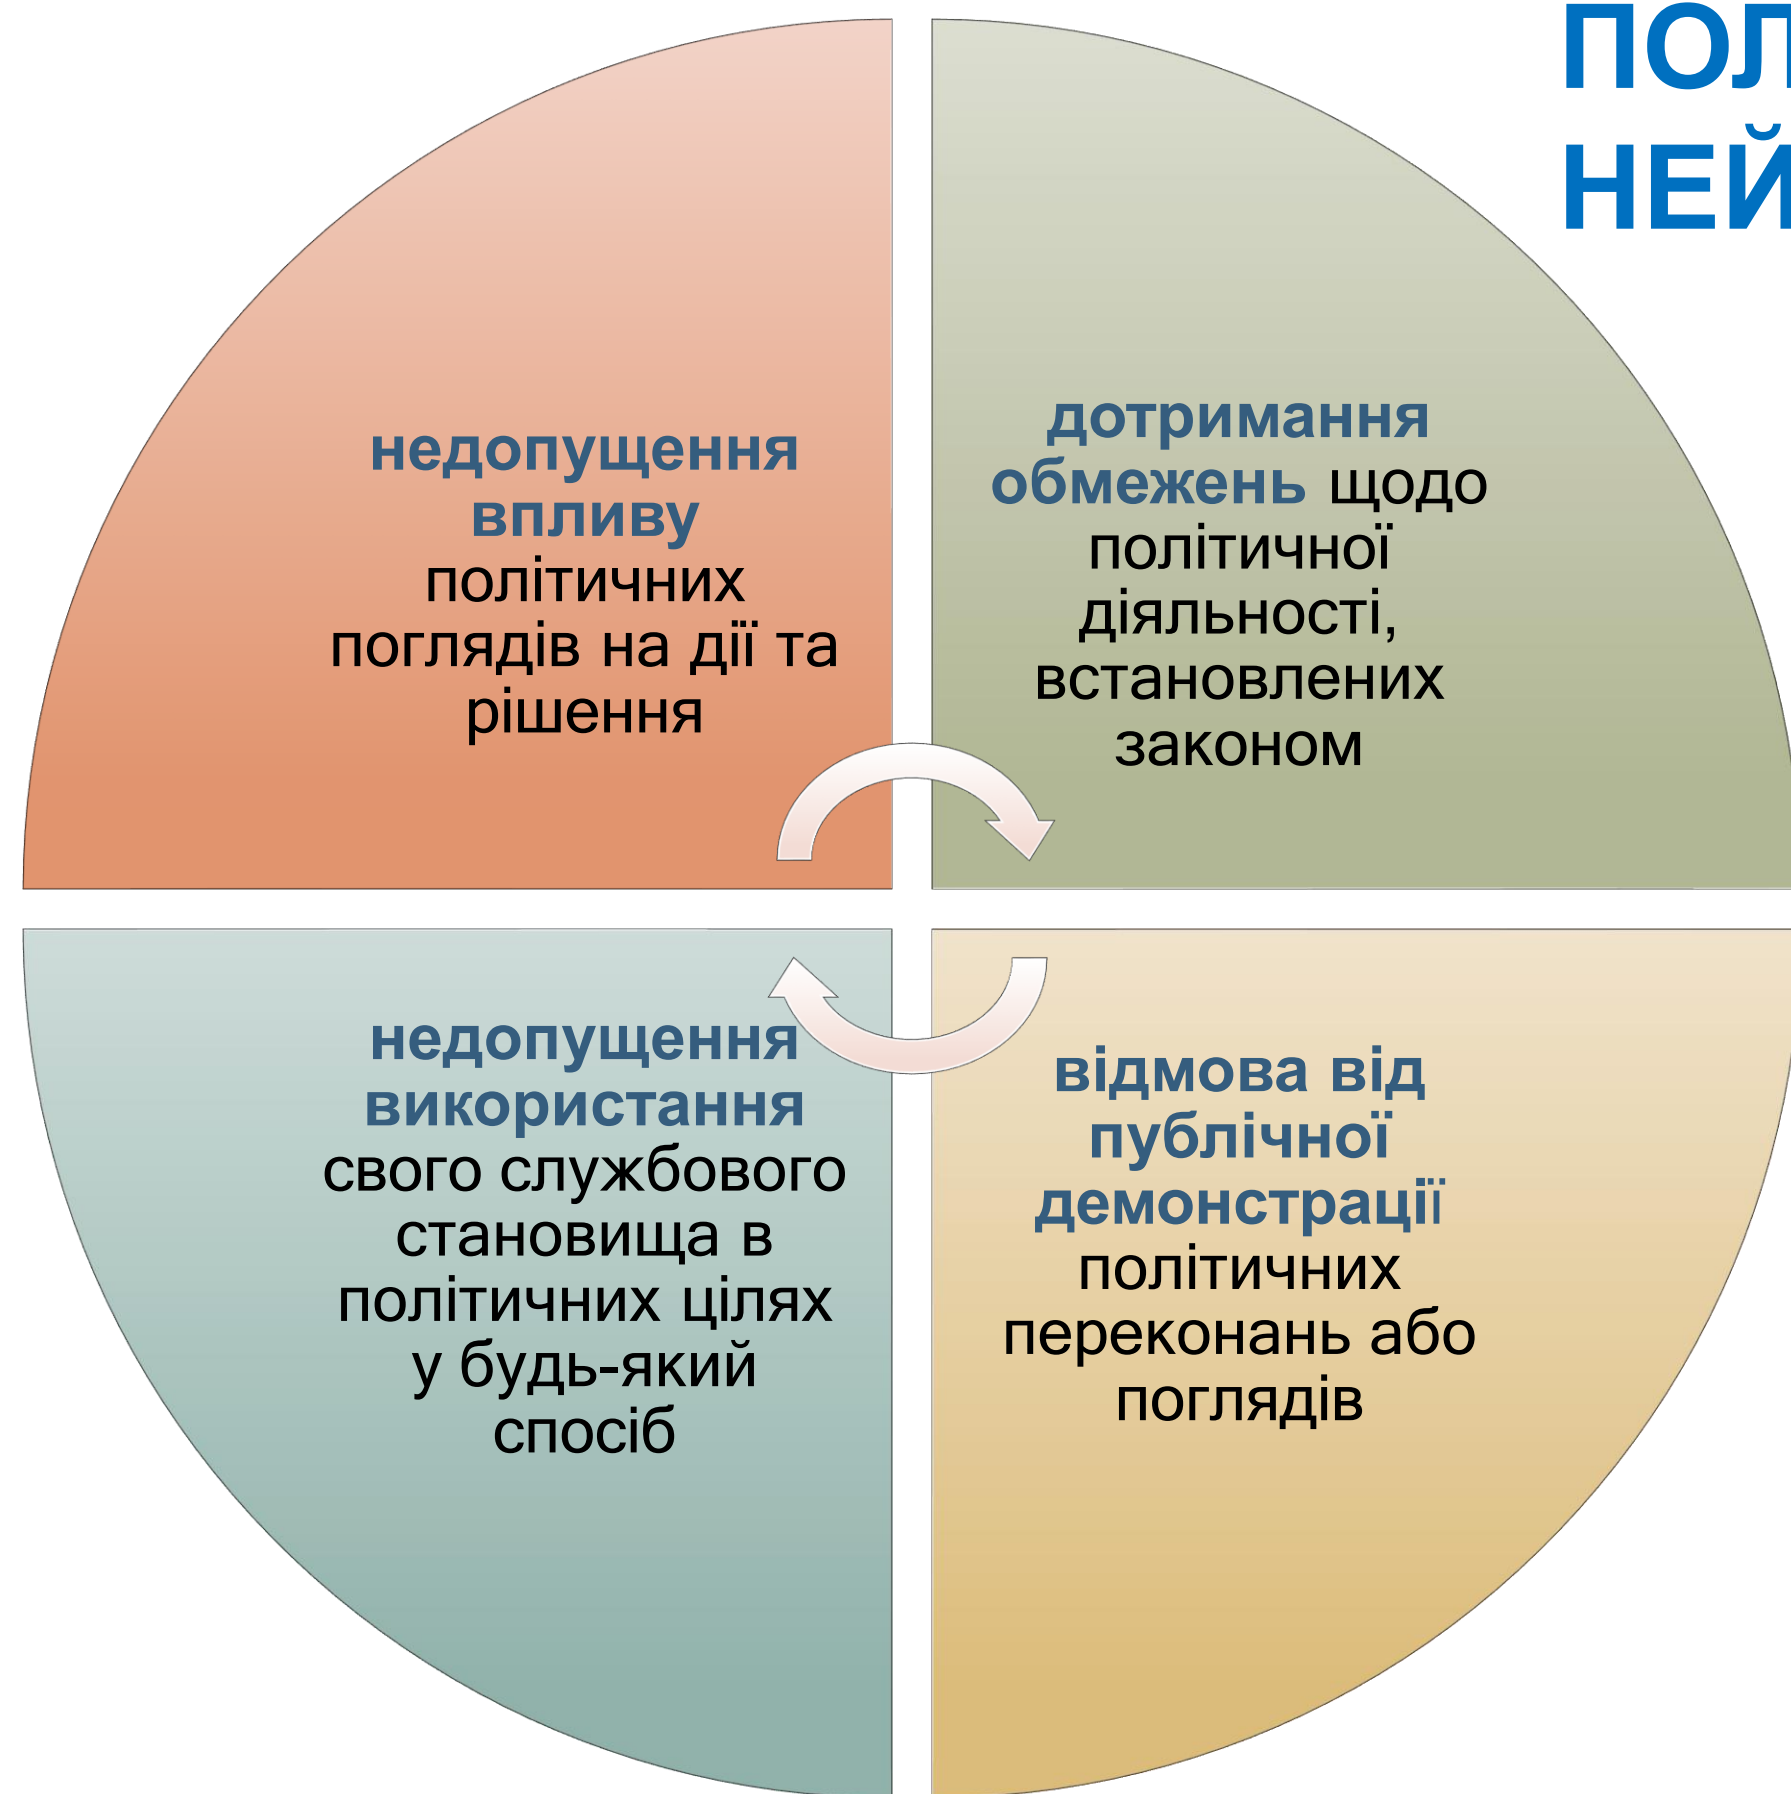 ПОЛ
НЕЙ
недопущення
впливу
політичних
поглядів на дії та
рішення
дотримання
обмежень щодо
політичної
діяльності,
встановлених
законом
недопущення
використання
свого службового
становища в
політичних цілях
у будь-який
спосіб
відмова від
публічної
демонстрації
політичних
переконань або
поглядів